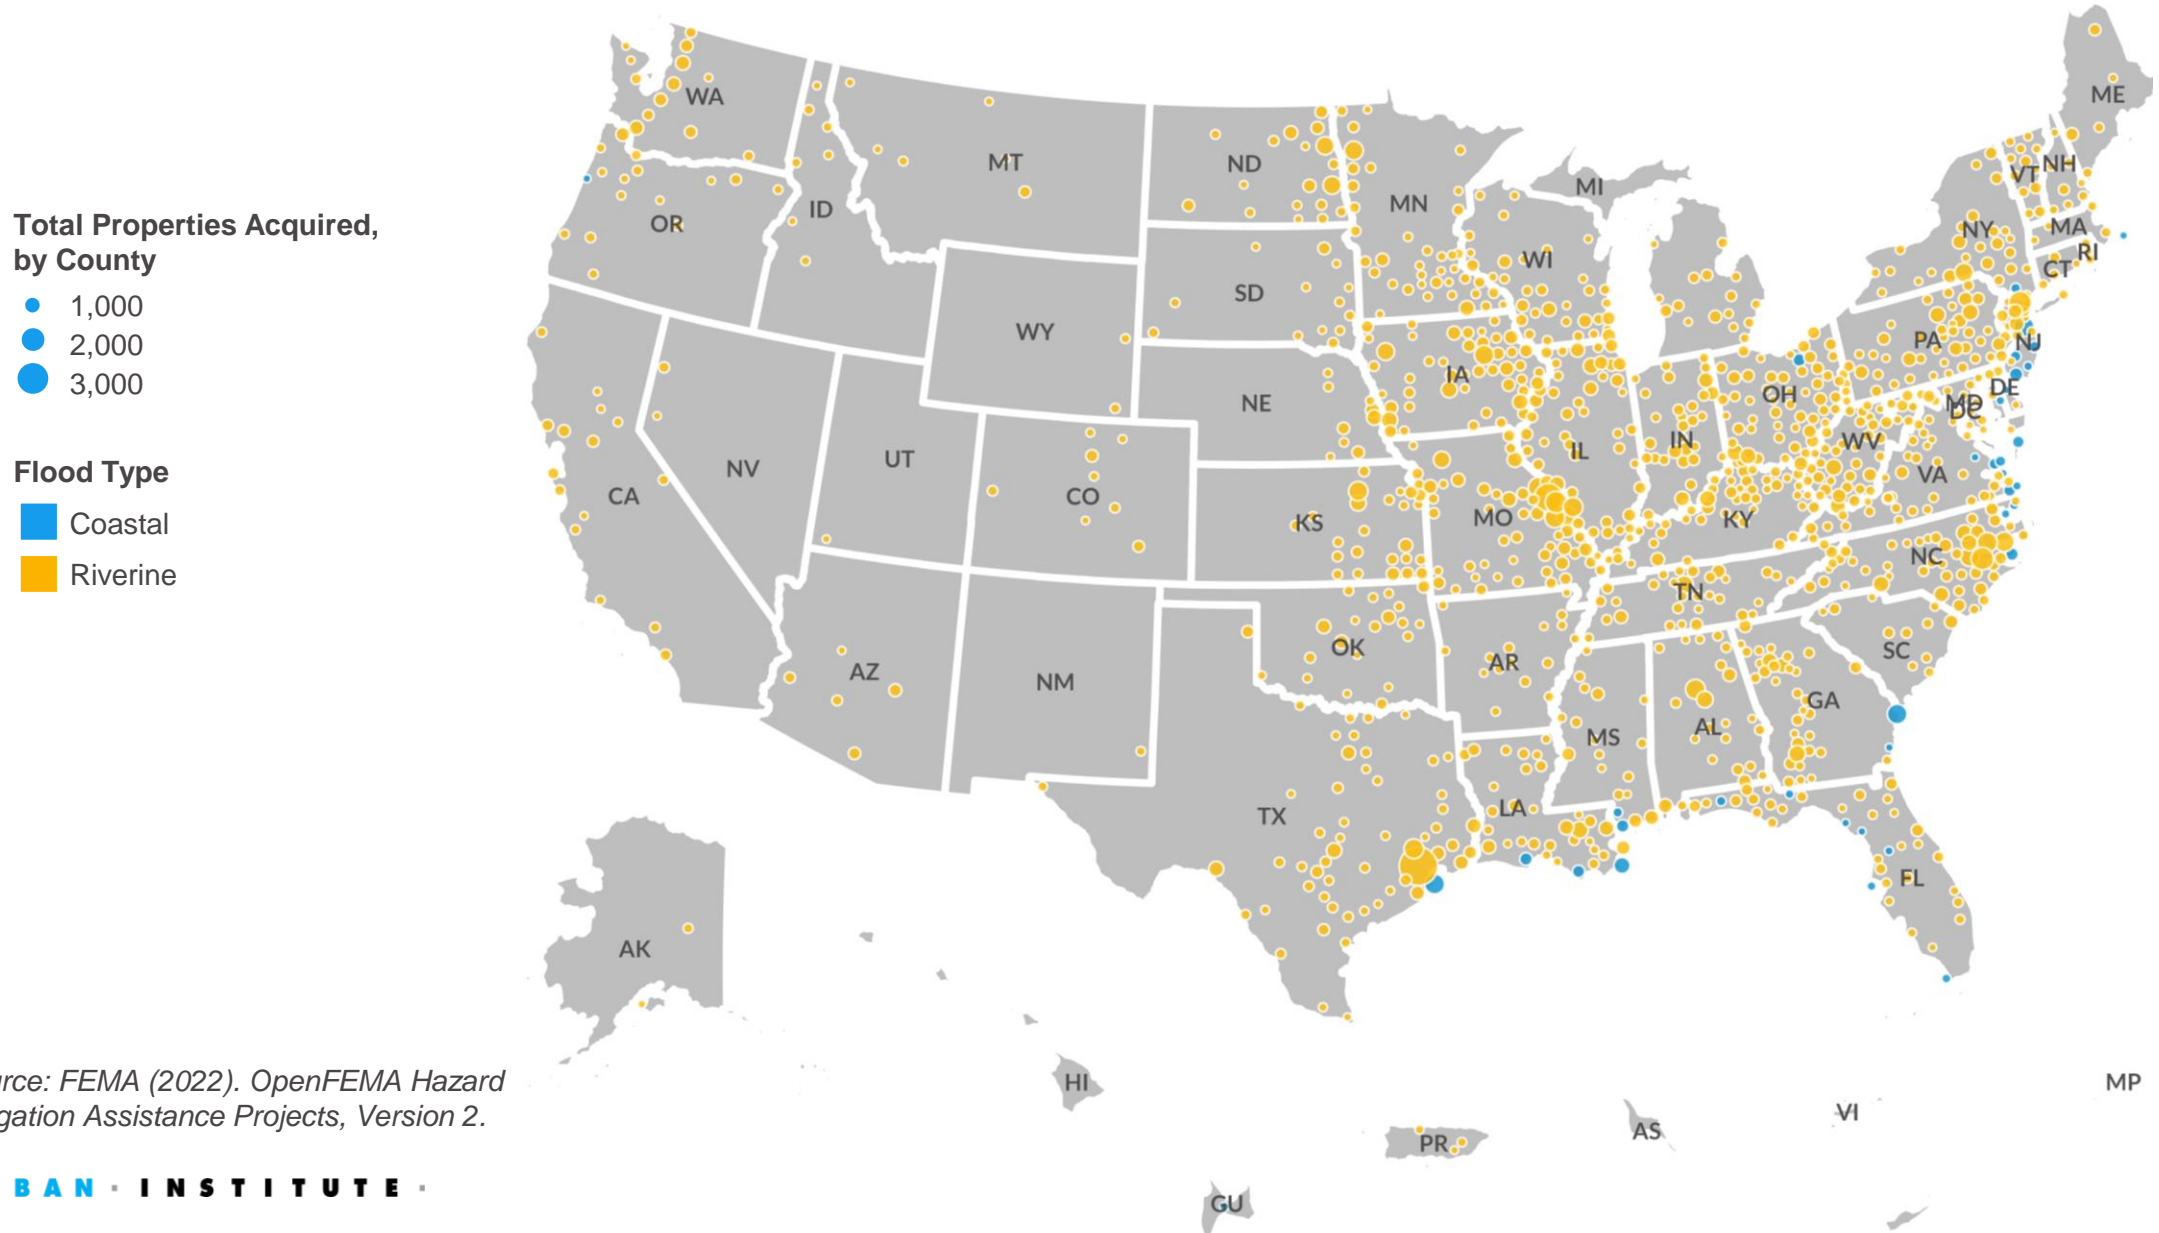 Total Properties Acquired,
by County
1,000
2,000
3,000
Flood Type
Coastal
Riverine
rce: FEMA (2022). OpenFEMA Hazard
gation Assistance Projects, Version 2.
BAN · INSTITUTE ·
WA
OR
CA
NV
ID
MT
WY
UT
CO
AZ
NM
ND
SD
NE
KS
OK
TX
MN
IA
MO
AR
LA
WI
IL
MI
IN
OH
KY
TN
MS
AL
GA
FL
SC
NC
VA
WV
PA
NY
VT
NH
ME
MA
RI
CT
NJ
DE
MD
DC
AK
HI
PR
GU
AS
VI
MP